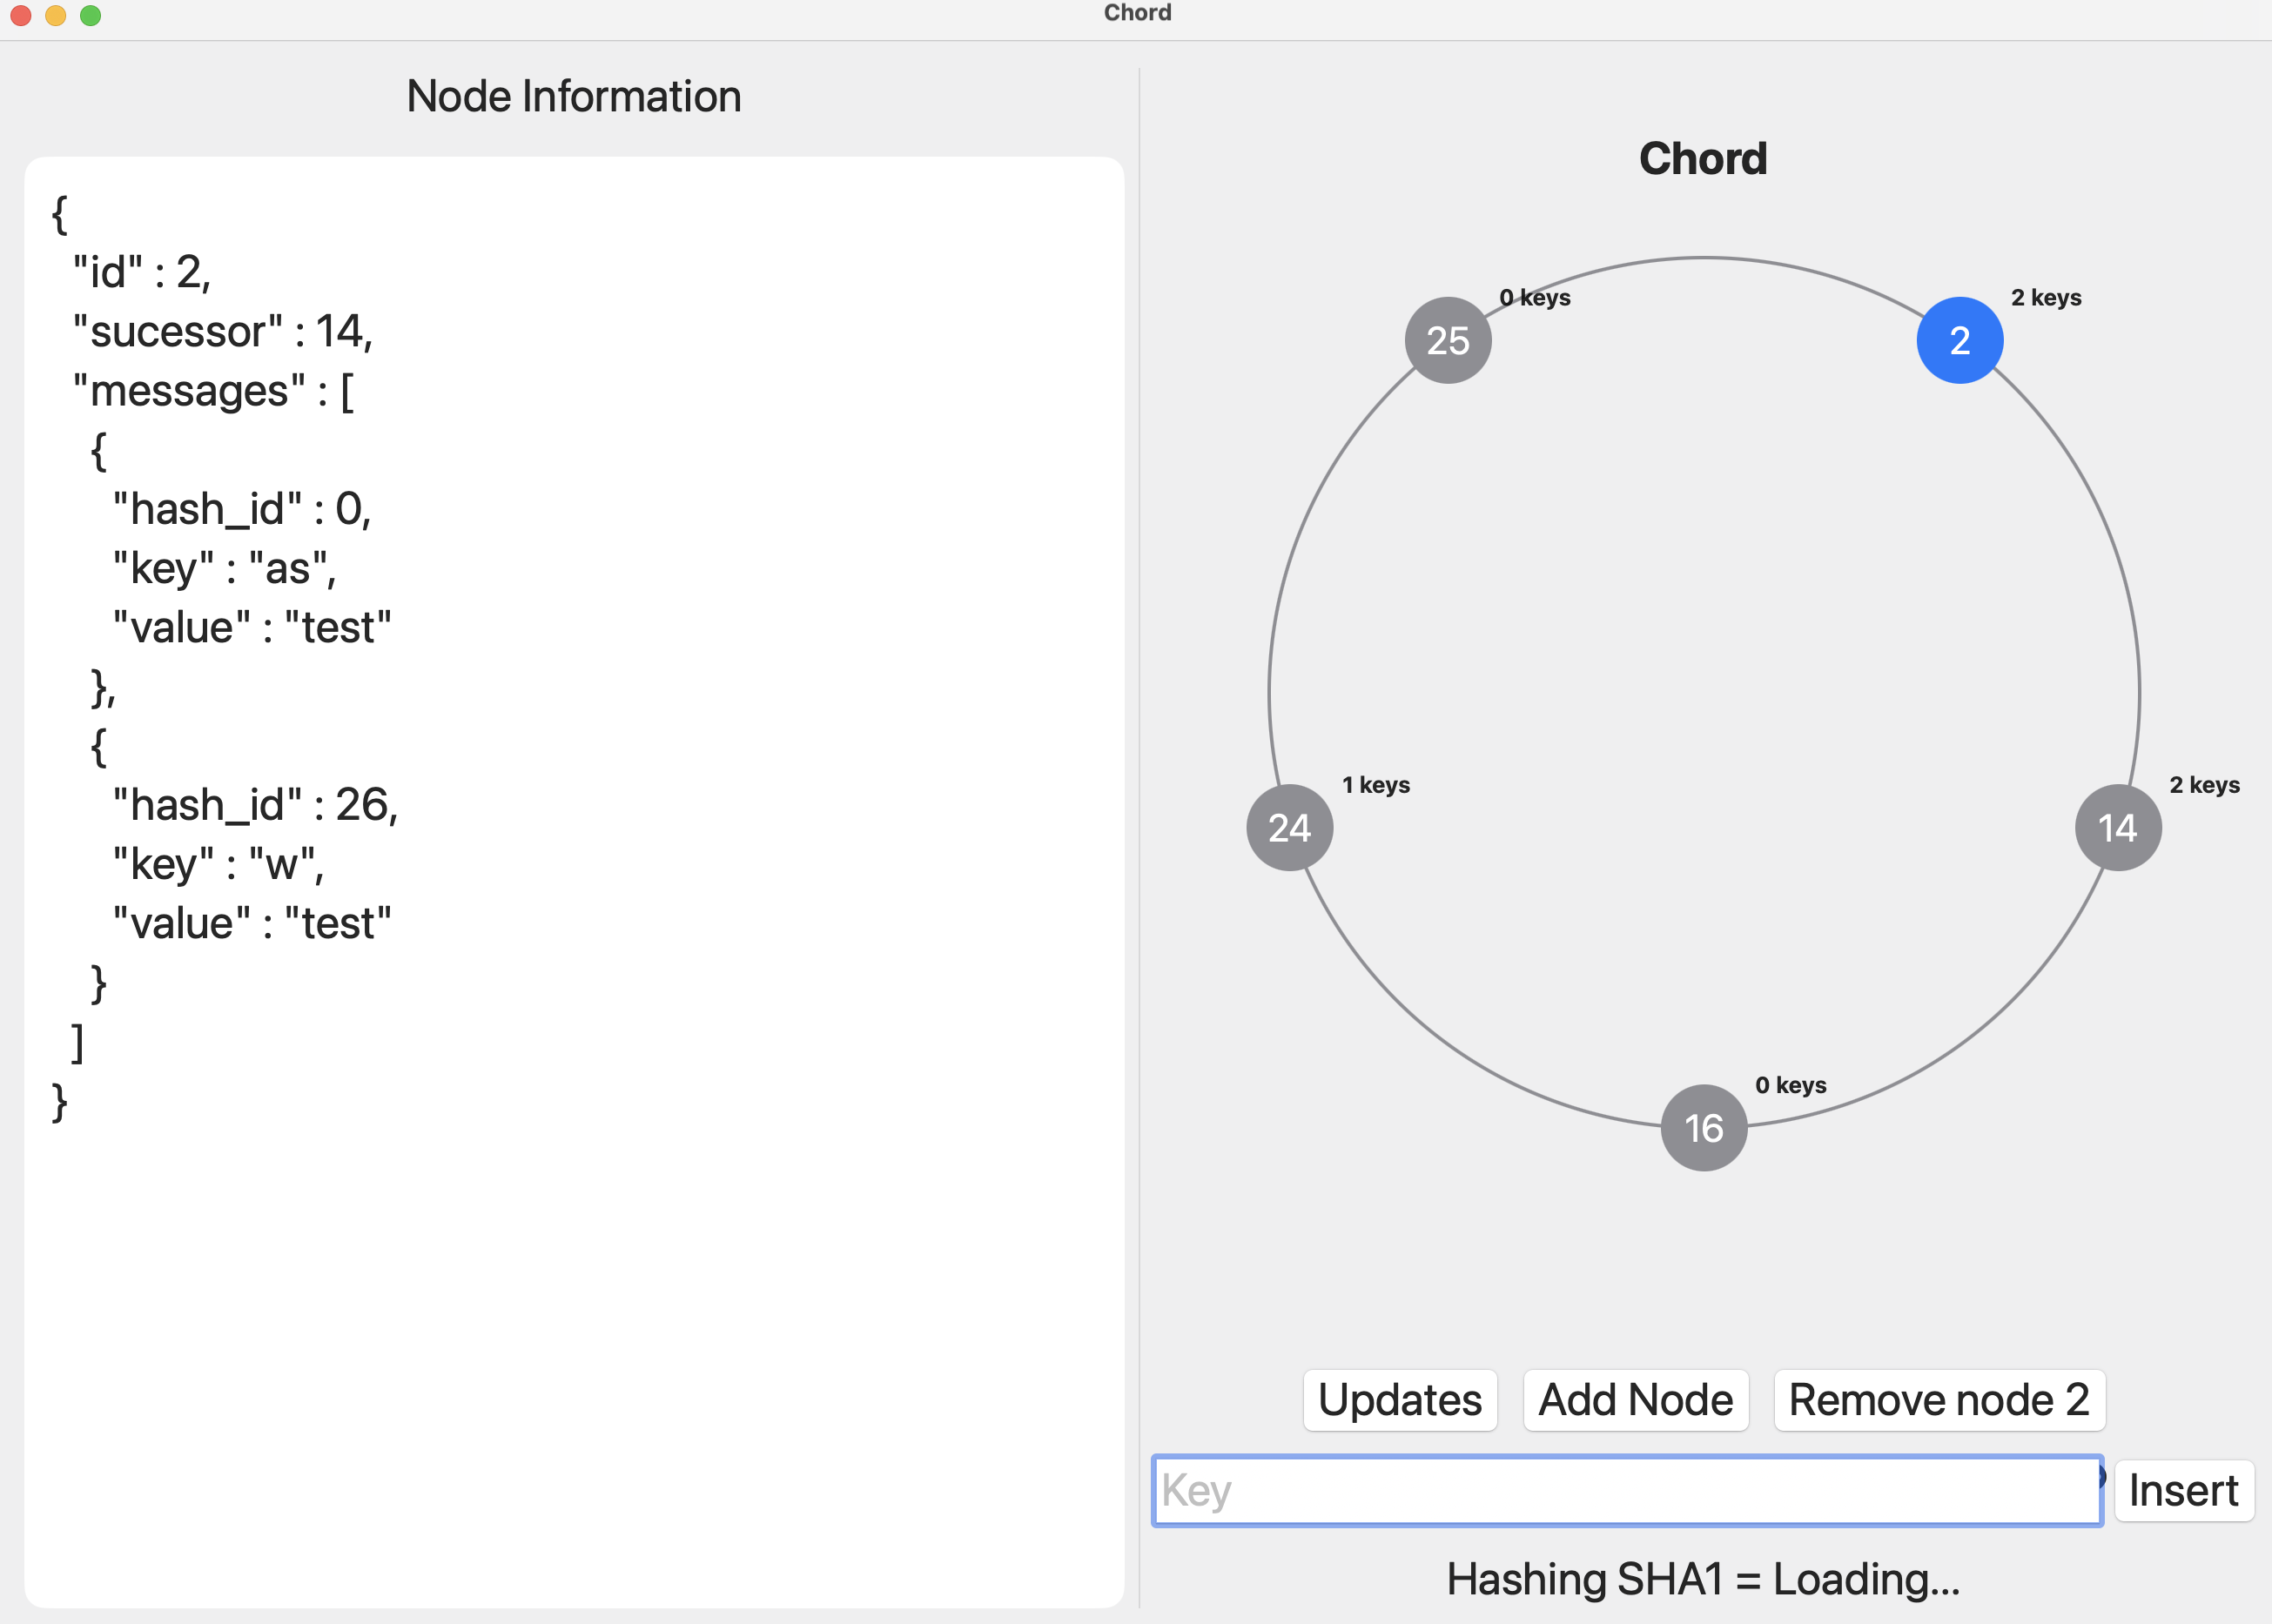 Chord
Node Information
{
"id" : 2,
"sucessor" : 14,
"messages" : [
{
"hash_id" : 0,
"key" : "as",
"value" : "test"
},
{
"hash_id" : 26,
"key" : "w",
"value" : "test"
}
]
}
Chord
0 keys
2 keys
25
2
1 keys
2 keys
24
14
0 keys
16
Updates
Add Node
Remove node 2
Key
Insert
Hashing SHA1 = Loading...